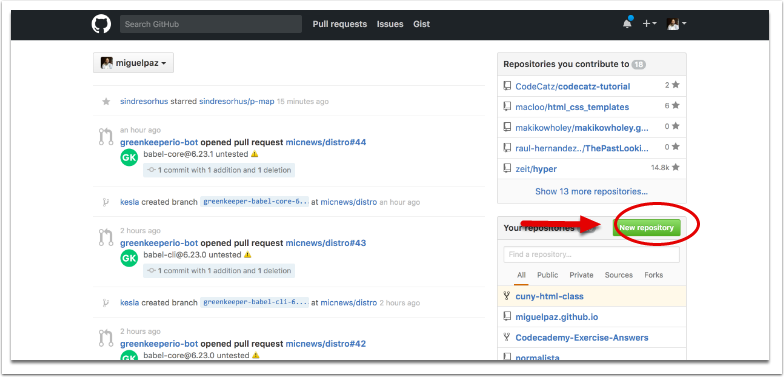 Search GitHub
Pull requests Issues Gist
miguelpaz
sindresorhus starred sindresorhus/p-map 15 minutes ago
an hour ago
greenkeeperio-bot opened pull request micnews/distro#44
GK
babel-core@6.23.1 untested
1 commit with 1 addition and 1 deletion
kesla created branch greenkeeper-babel-core-6... at micnews/distro an hour ago
2 hours ago
greenkeeperio-bot opened pull request micnews/distro#43
GK
babel-cli@6.23.0 untested
1 commit with 1 addition and 1 deletion
kesla created branch greenkeeper-babel-cli-6.... at micnews/distro 2 hours ago
2 hours ago
greenkeeperio-bot opened pull request micnews/distro#42
GK
babel-core@6.23.0 untested
Repositories you contribute to 18
CodeCatz/codecatz-tutorial 2
macloo/html_css_templates 6
makikowholey/makikowholey.g... 0
raul-hernandez../ThePastLooki... 0
zeit/hyper 14.8k
Show 13 more repositories...
Your repositories
New repository
Find a repository...
All Public Private Sources Forks
cuny-html-class
miguelpaz.github.io
Codecademy-Exercise-Answers
normalista